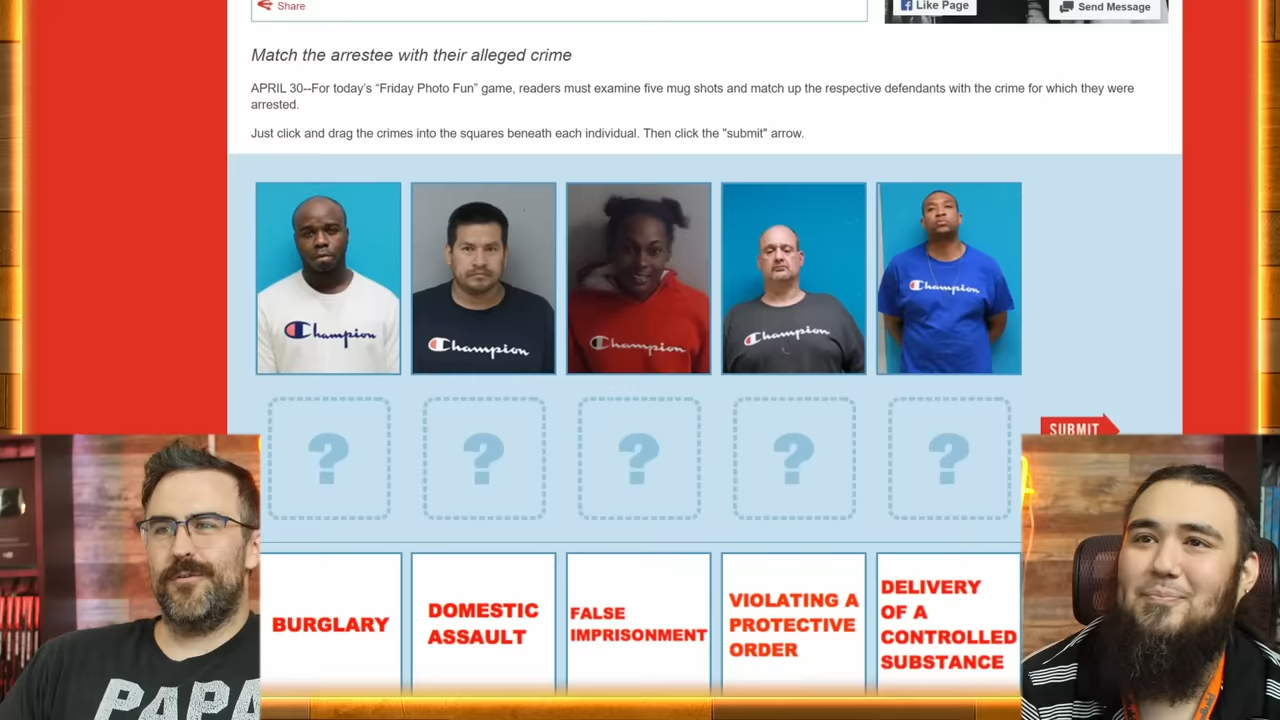 Share
Like Page
Send Message
Match the arrestee with their alleged crime
APRIL 30--For today's "Friday Photo Fun" game, readers must examine five mug shots and match up the respective defendants with the crime for which they were
arrested.
Just click and drag the crimes into the squares beneath each individual. Then click the "submit" arrow.
Champion
Champion
Champion
Champion
Champion
? ? ? ? ?
SUBMIT
BURGLARY
DOMESTIC
ASSAULT
FALSE
IMPRISONMENT
VIOLATING A
PROTECTIVE
ORDER
DELIVERY
OF A
CONTROLLED
SUBSTANCE
PAPA